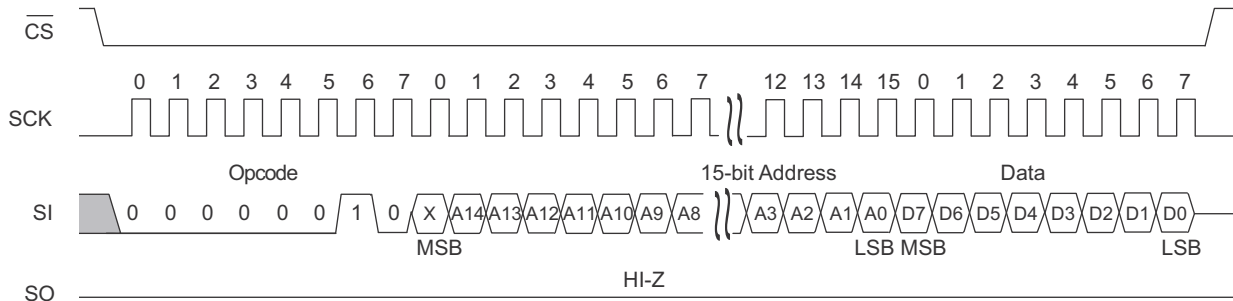 CS
0 1 2 3 4 5 6 7 0 1 2 3 4 5 6 7 12 13 14 15 0 1 2 3 4 5 6 7
SCK
Opcode 15-bit Address Data
SI 0 0 0 0 0 0 1 0 X A14 A13 A12 A11 A10 A9 A8 A3 A2 A1 A0 D7 D6 D5 D4 D3 D2 D1 D0
MSB LSB MSB LSB
HI-Z
SO